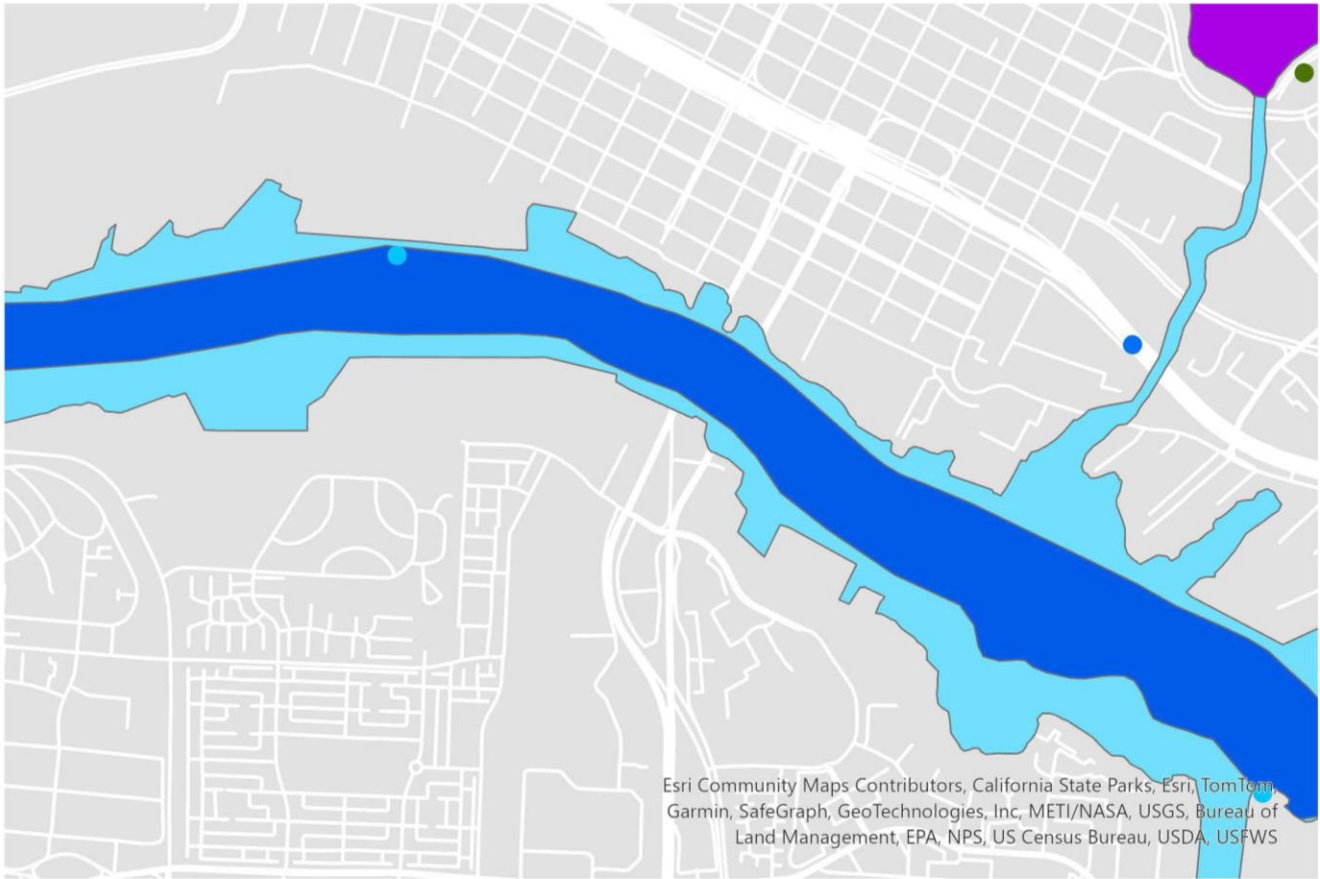 Esri Community Maps Contributors, California State Parks, Esri, TomTom,
Garmin, SafeGraph, GeoTechnologies, Inc, METI/NASA, USGS, Bureau of
Land Management, EPA, NPS, US Census Bureau, USDA, USFWS